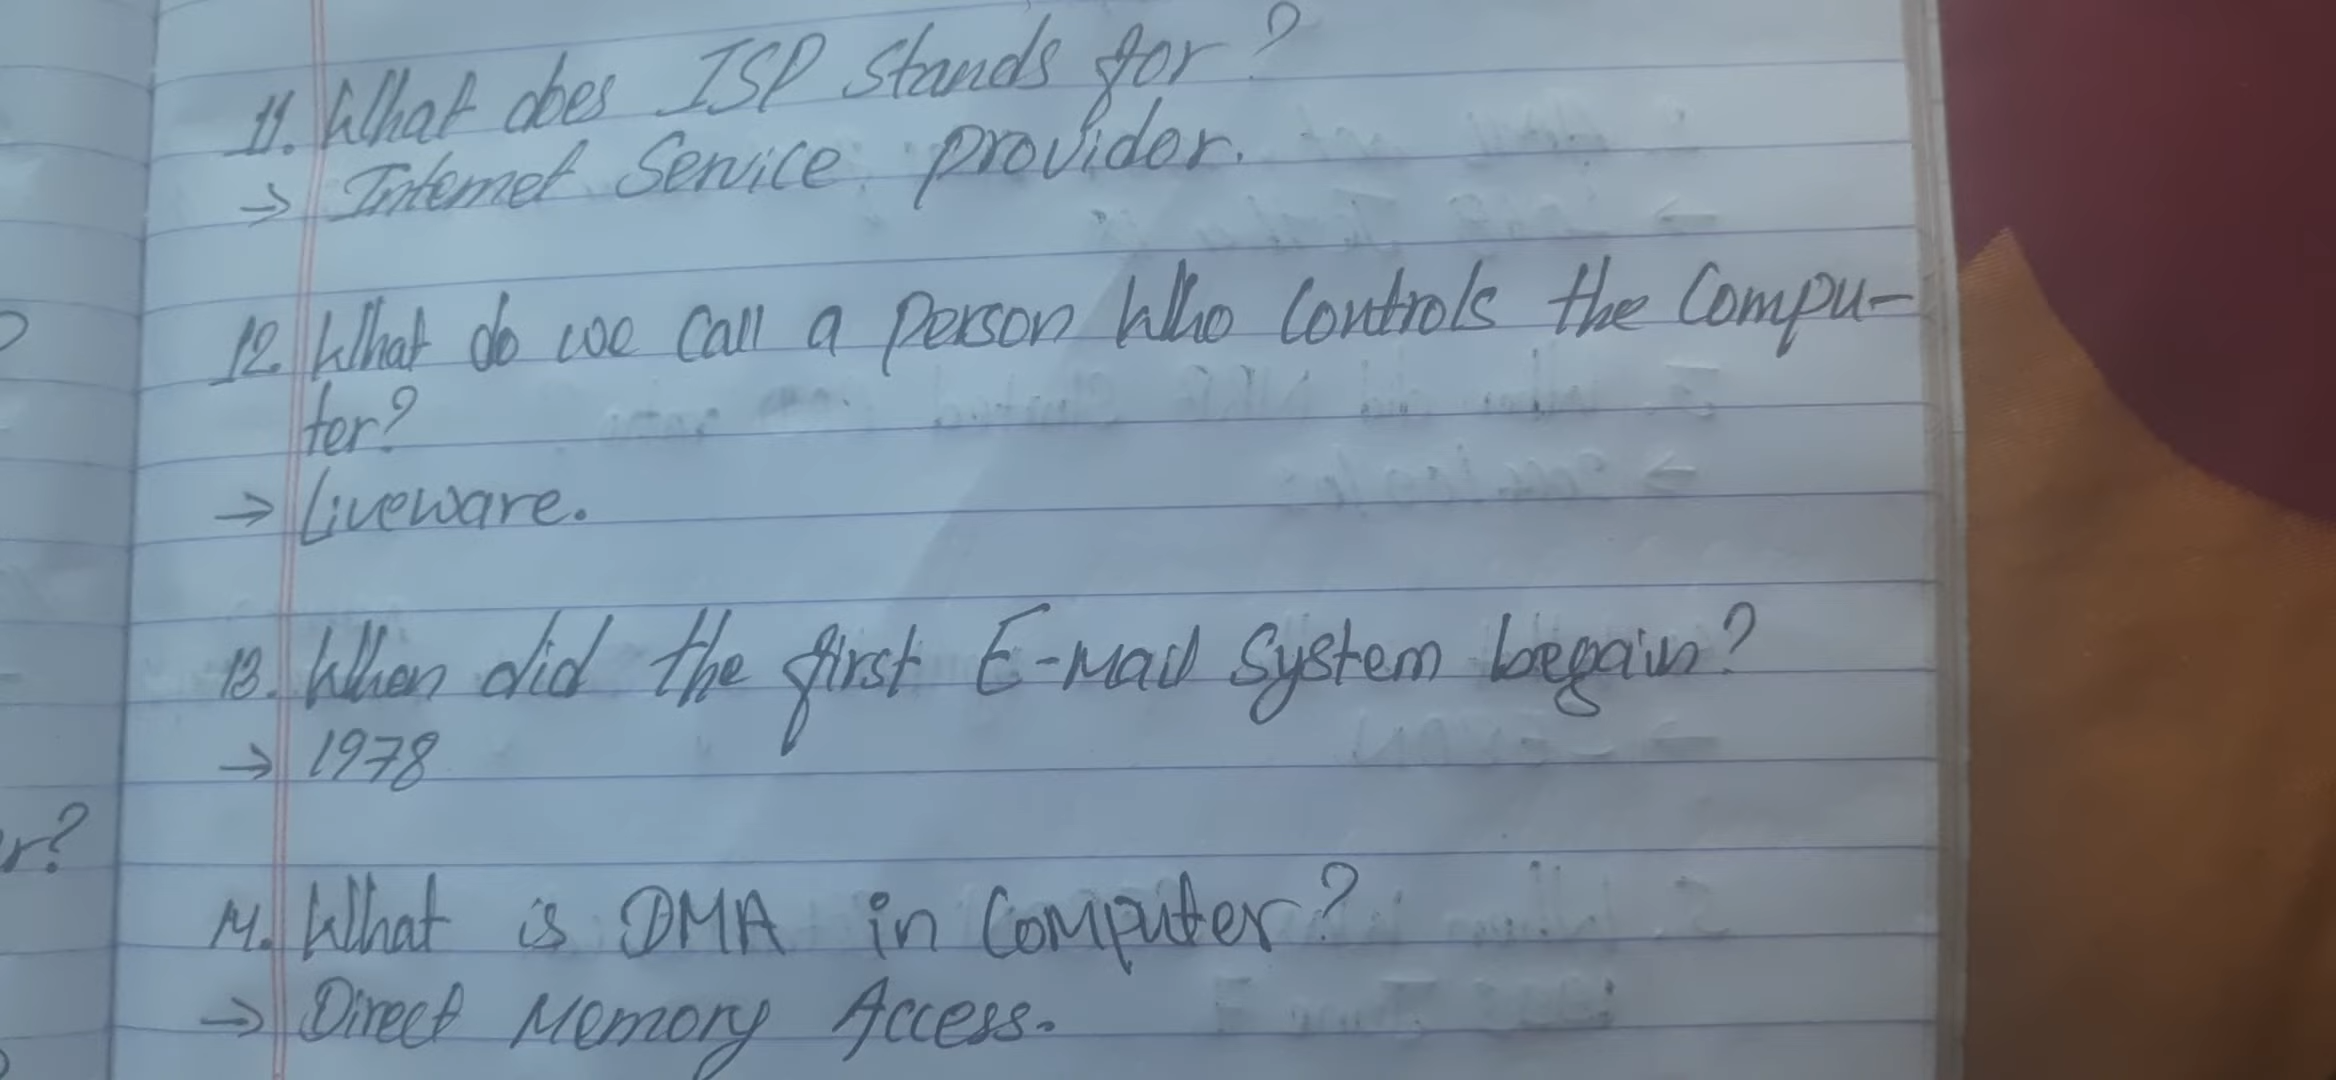 11. What does ISP stands for?
→ Internet Service provider.
12. What do we call a person who controls the compu-
ter?
→ Liveware.
13. When did the first E-mail system begain?
→ 1978
14. What is DMA in computer?
→ Direct Memory Access.
r?